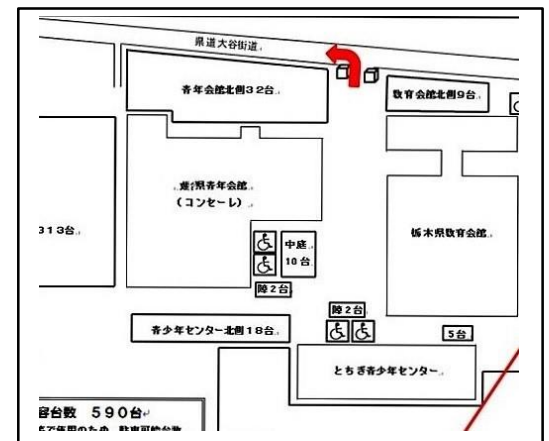 県道大谷街道
青年会館北側32台
教育会館北側9台
県青年会館
(コンセーレ)
313台
中庭
10台
栃木県教育会館
障2台
障2台
青少年センター北側18台
5台
とちぎ青少年センター
容台数 590台